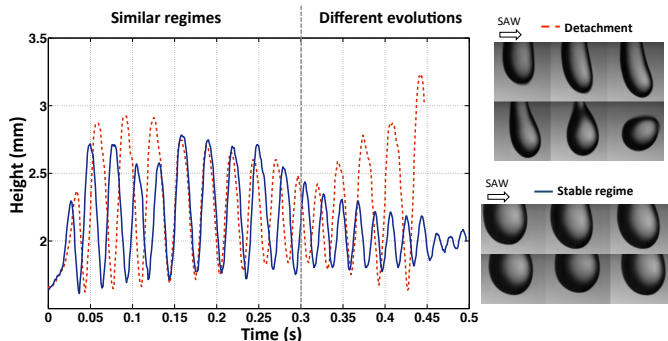 Similar regimes
Different evolutions
3.5
3
2.5
2
Height (mm)
0
0.05
0.1
0.15
0.2
0.25
0.3
0.35
0.4
0.45
0.5
Time (s)
SAW
Detachment
SAW
Stable regime